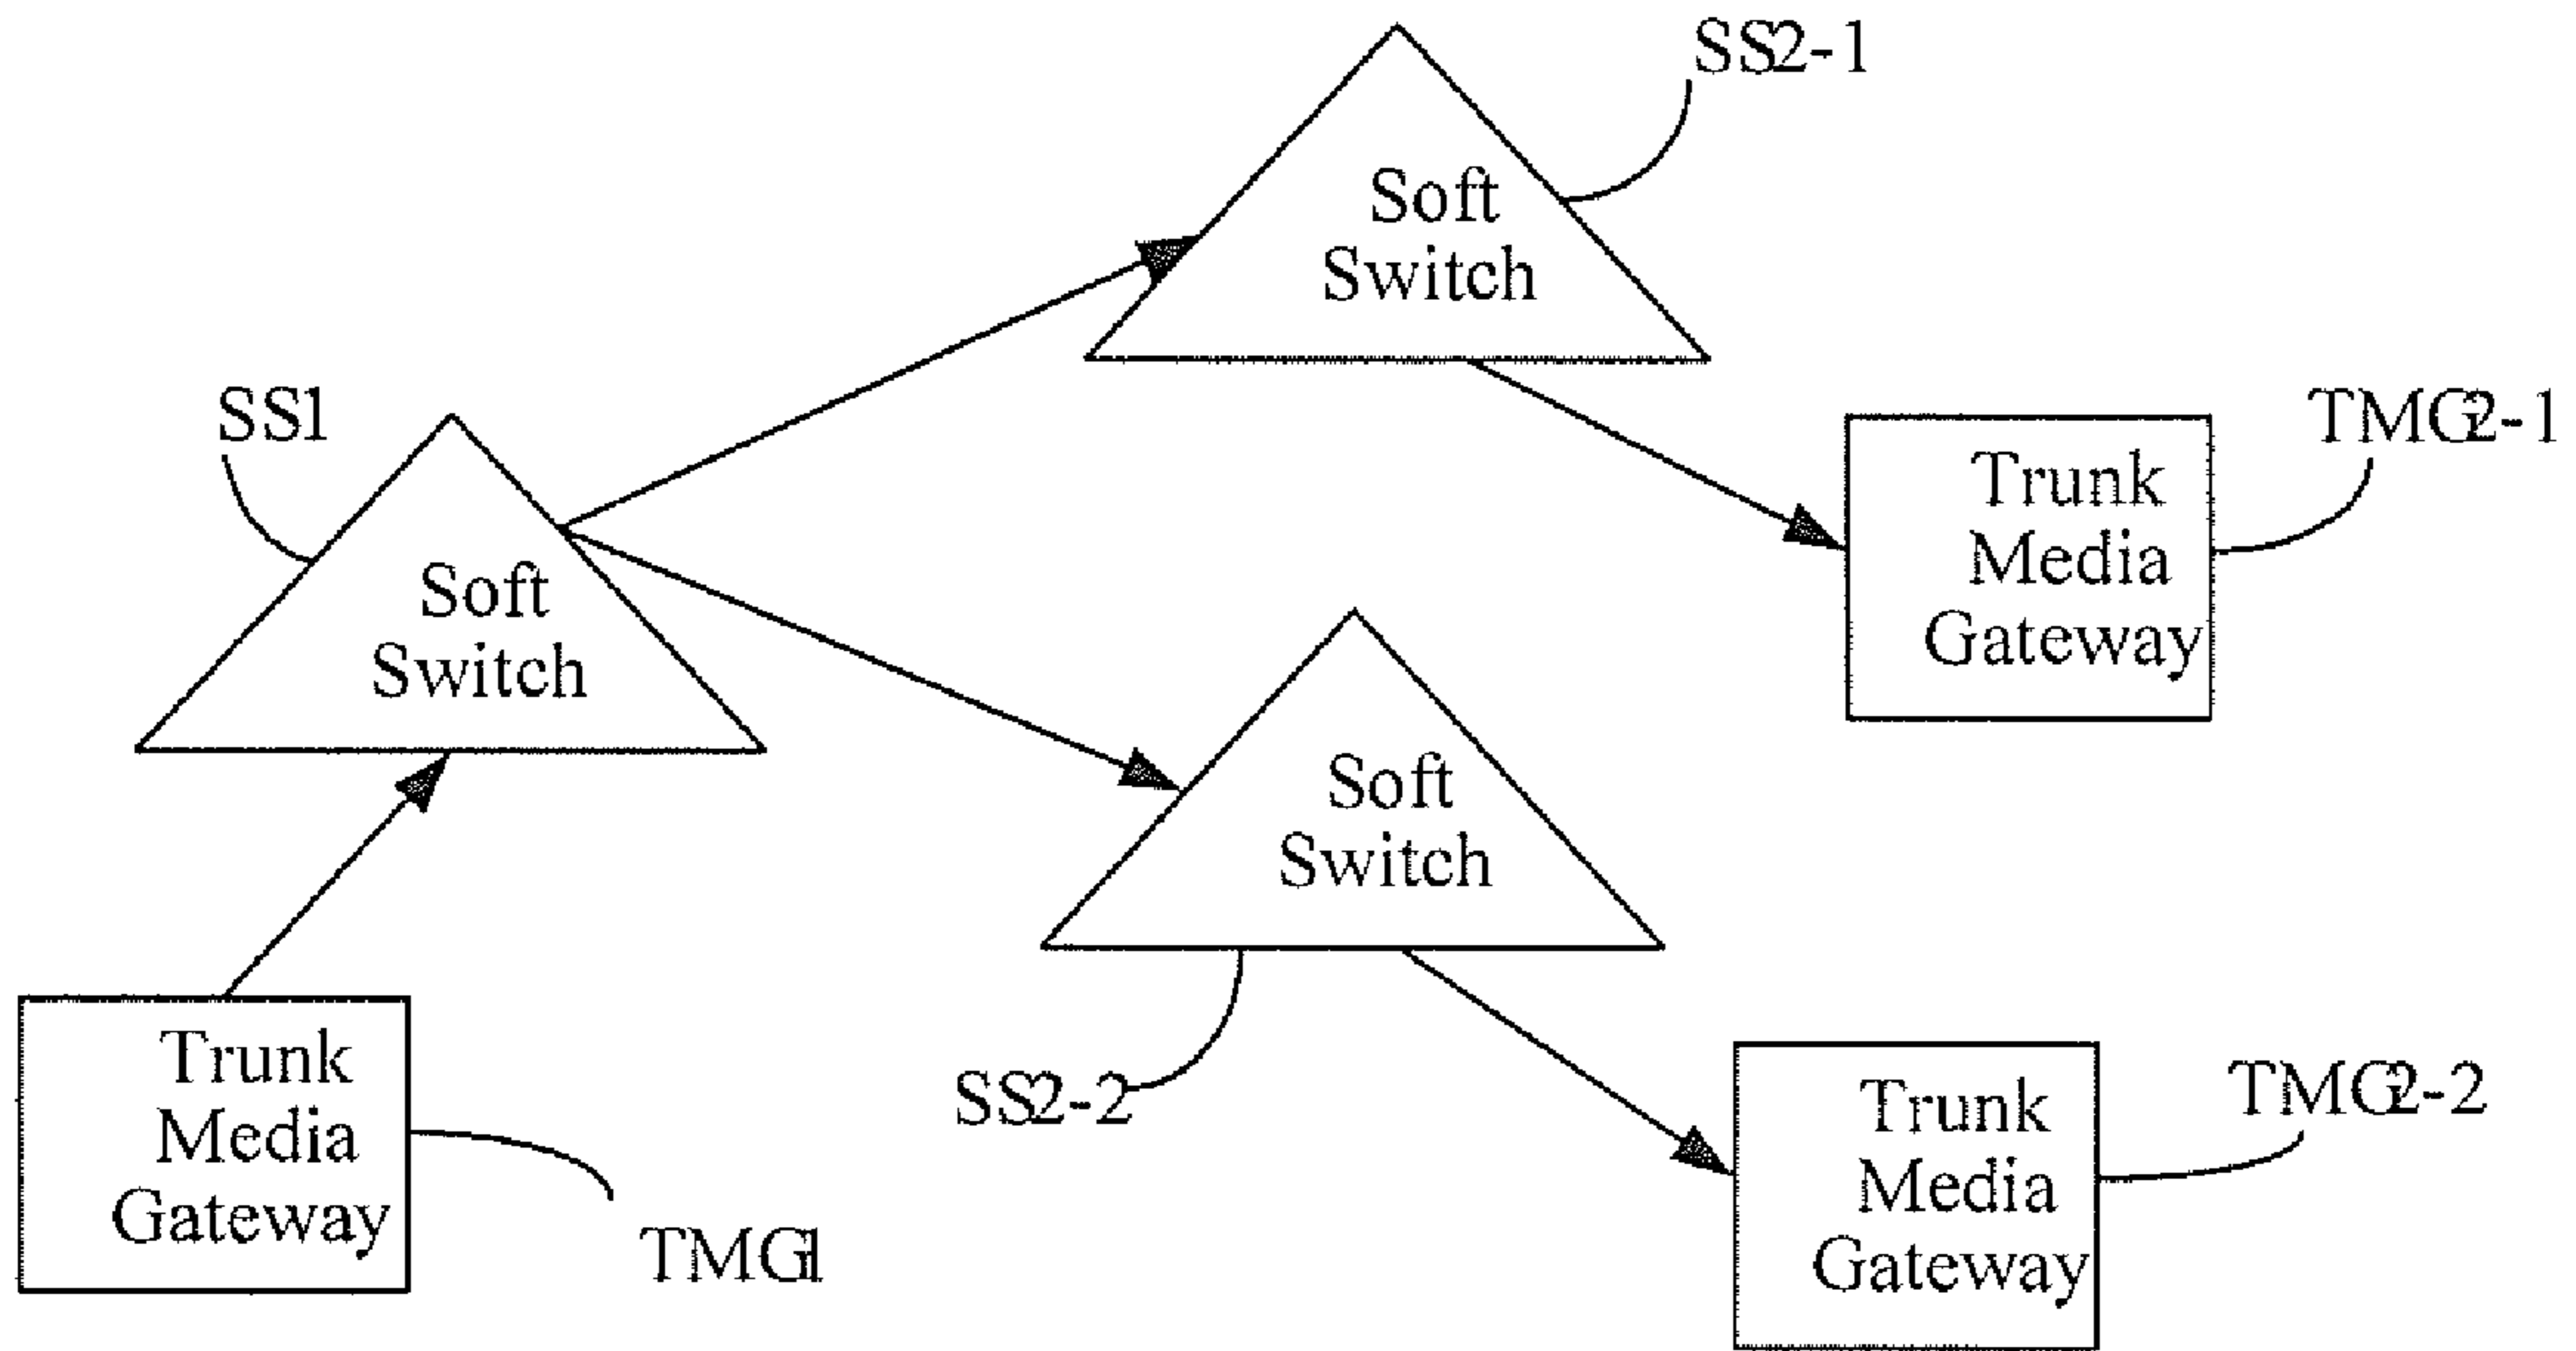 SS2-1
Soft
Switch
SS1
TMG2-1
Trunk
Media
Gateway
Soft
Switch
Soft
Switch
Trunk
Media
Gateway
SS2-2
TMG2-2
Trunk
Media
Gateway
TMG1